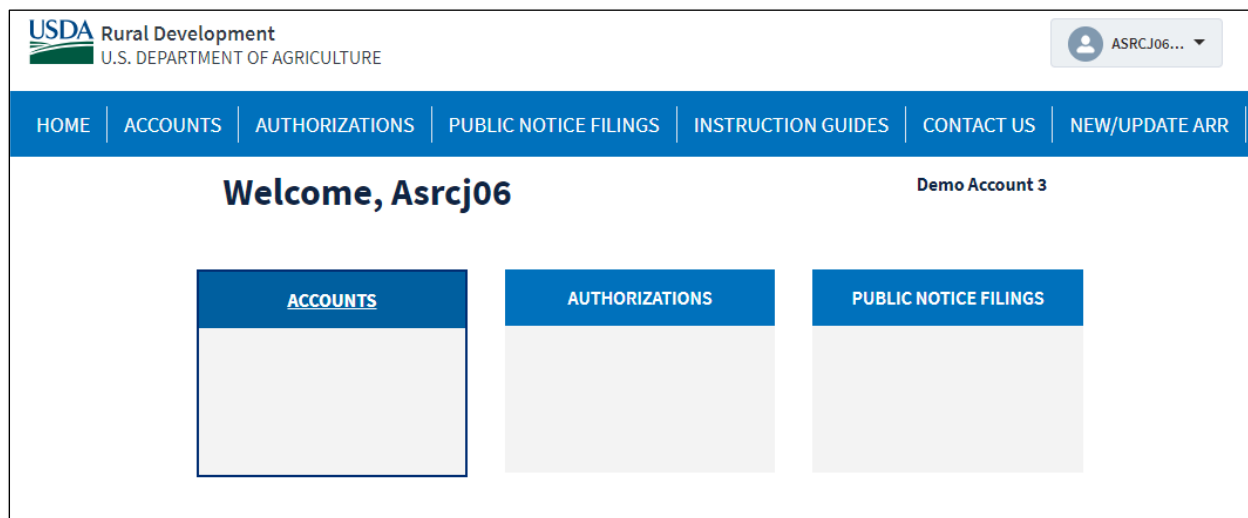 USDA Rural Development
U.S. DEPARTMENT OF AGRICULTURE
ASRCJ06...
HOME ACCOUNTS AUTHORIZATIONS PUBLIC NOTICE FILINGS INSTRUCTION GUIDES CONTACT US NEW/UPDATE ARR
Welcome, Asrcj06
Demo Account 3
ACCOUNTS AUTHORIZATIONS PUBLIC NOTICE FILINGS